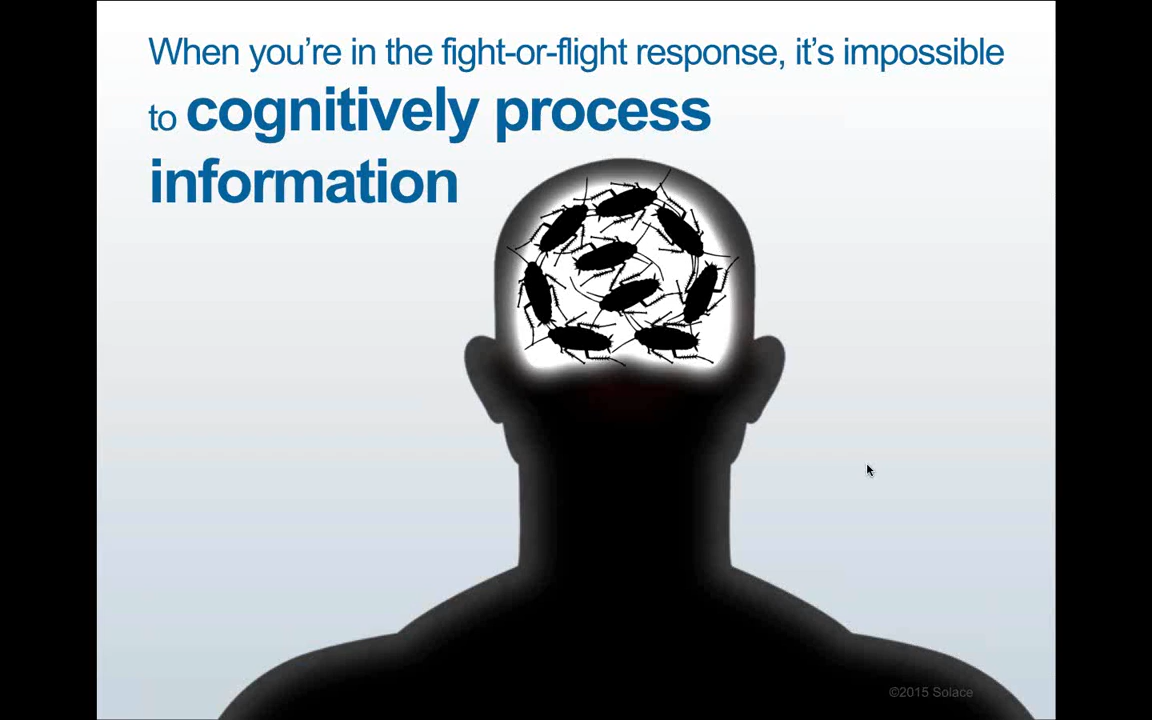 When you’re in the fight-or-flight response, it’s impossible
to cognitively process
information
©2015 Solace